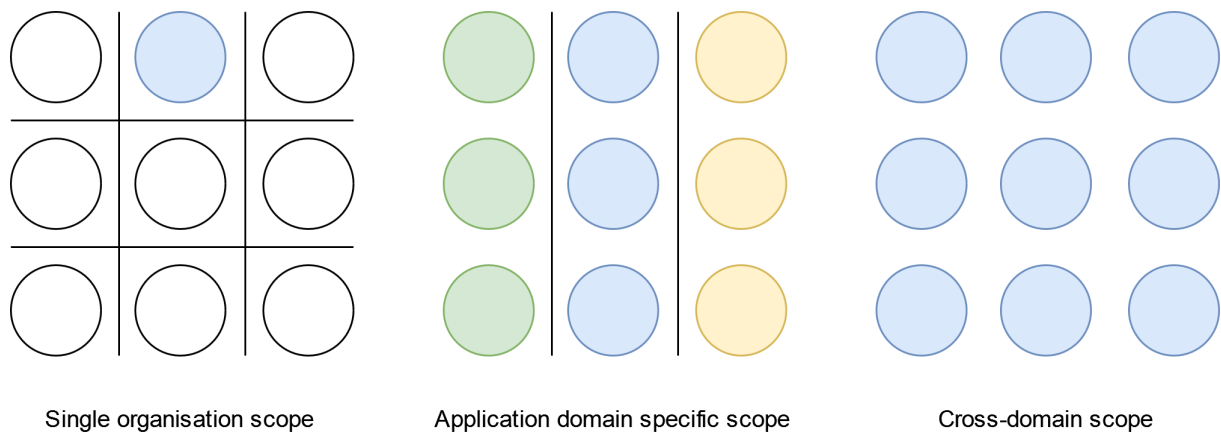 Single organisation scope
Application domain specific scope
Cross-domain scope